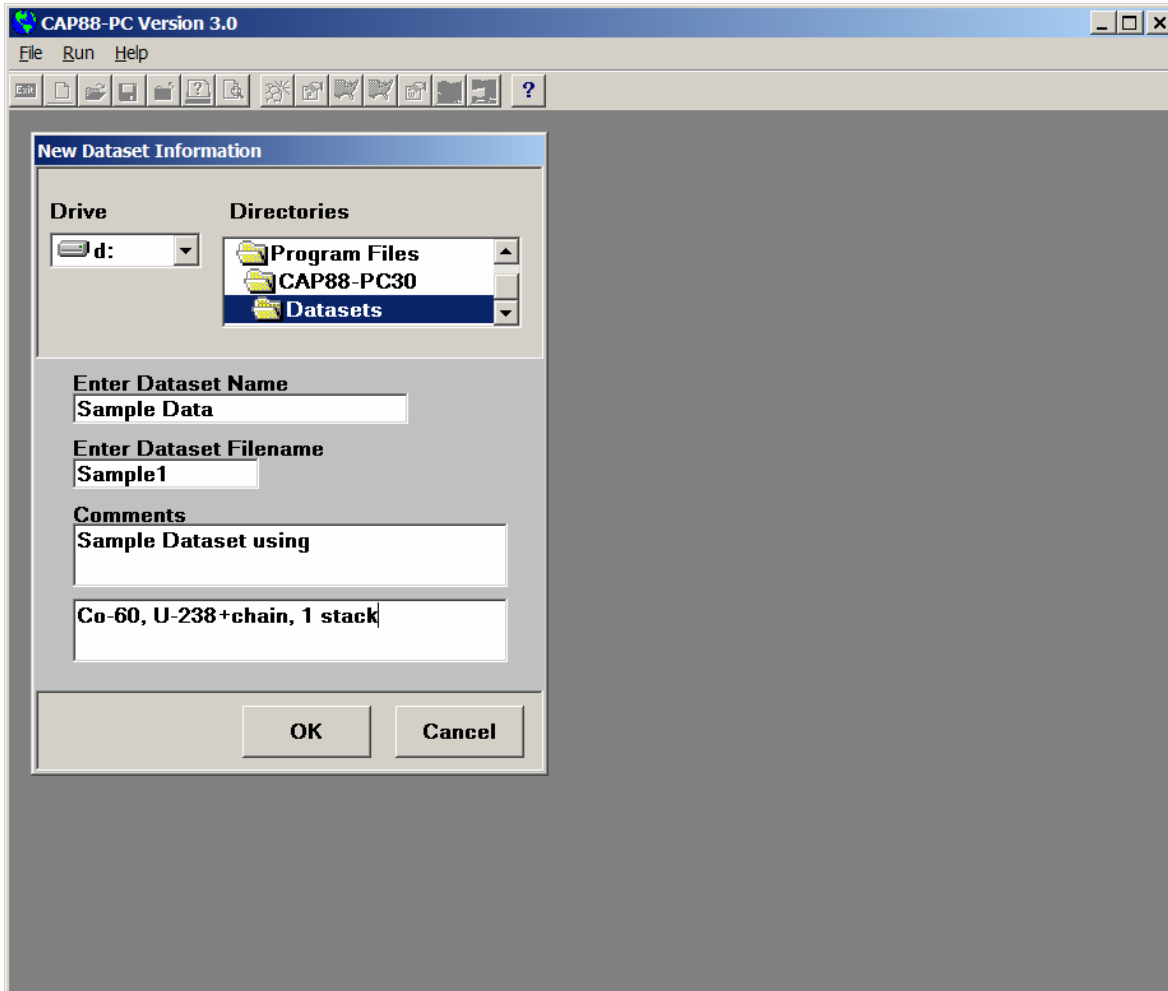 CAP88-PC Version 3.0
File Run Help
Exit
?
New Dataset Information
Drive Directories
d:
Program Files
CAP88-PC30
Datasets
Enter Dataset Name
Sample Data
Enter Dataset Filename
Sample1
Comments
Sample Dataset using
Co-60, U-238+chain, 1 stack
OK Cancel